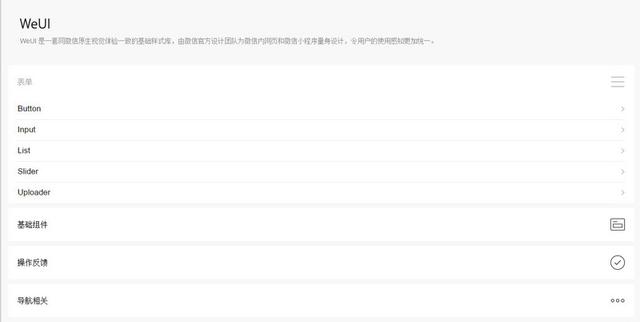 WeUI
WeUI 是一套同微信原生视觉体验一致的基础样式库，由微信官方设计团队为微信内网页和微信小程序量身设计，令用户的使用感知更加统一。
表单
Button
Input
List
Slider
Uploader
基础组件
操作反馈
导航相关